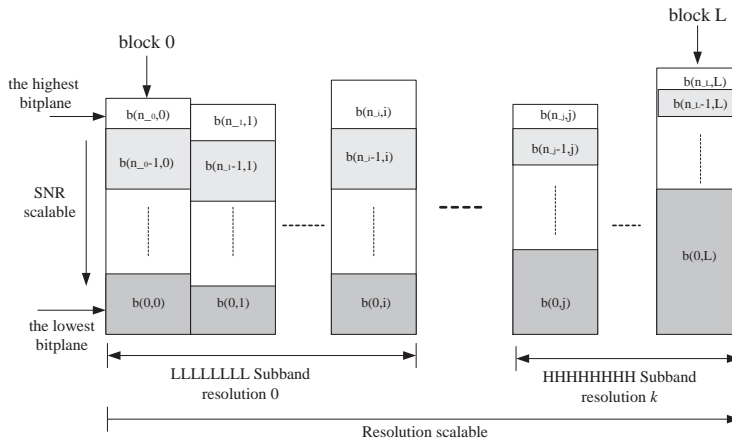 block 0
block L
the highest
bitplane
b(n_0,0)
b(n_1,1)
b(n_i,i)
b(n_j,j)
b(n_L,L)
b(n_0-1,0)
b(n_1-1,1)
b(n_i-1,i)
b(n_j-1,j)
b(n_L-1,L)
SNR
scalable
b(0,0)
b(0,1)
b(0,i)
b(0,j)
b(0,L)
the lowest
bitplane
LLLLLLLL Subband
resolution 0
HHHHHHHH Subband
resolution k
Resolution scalable